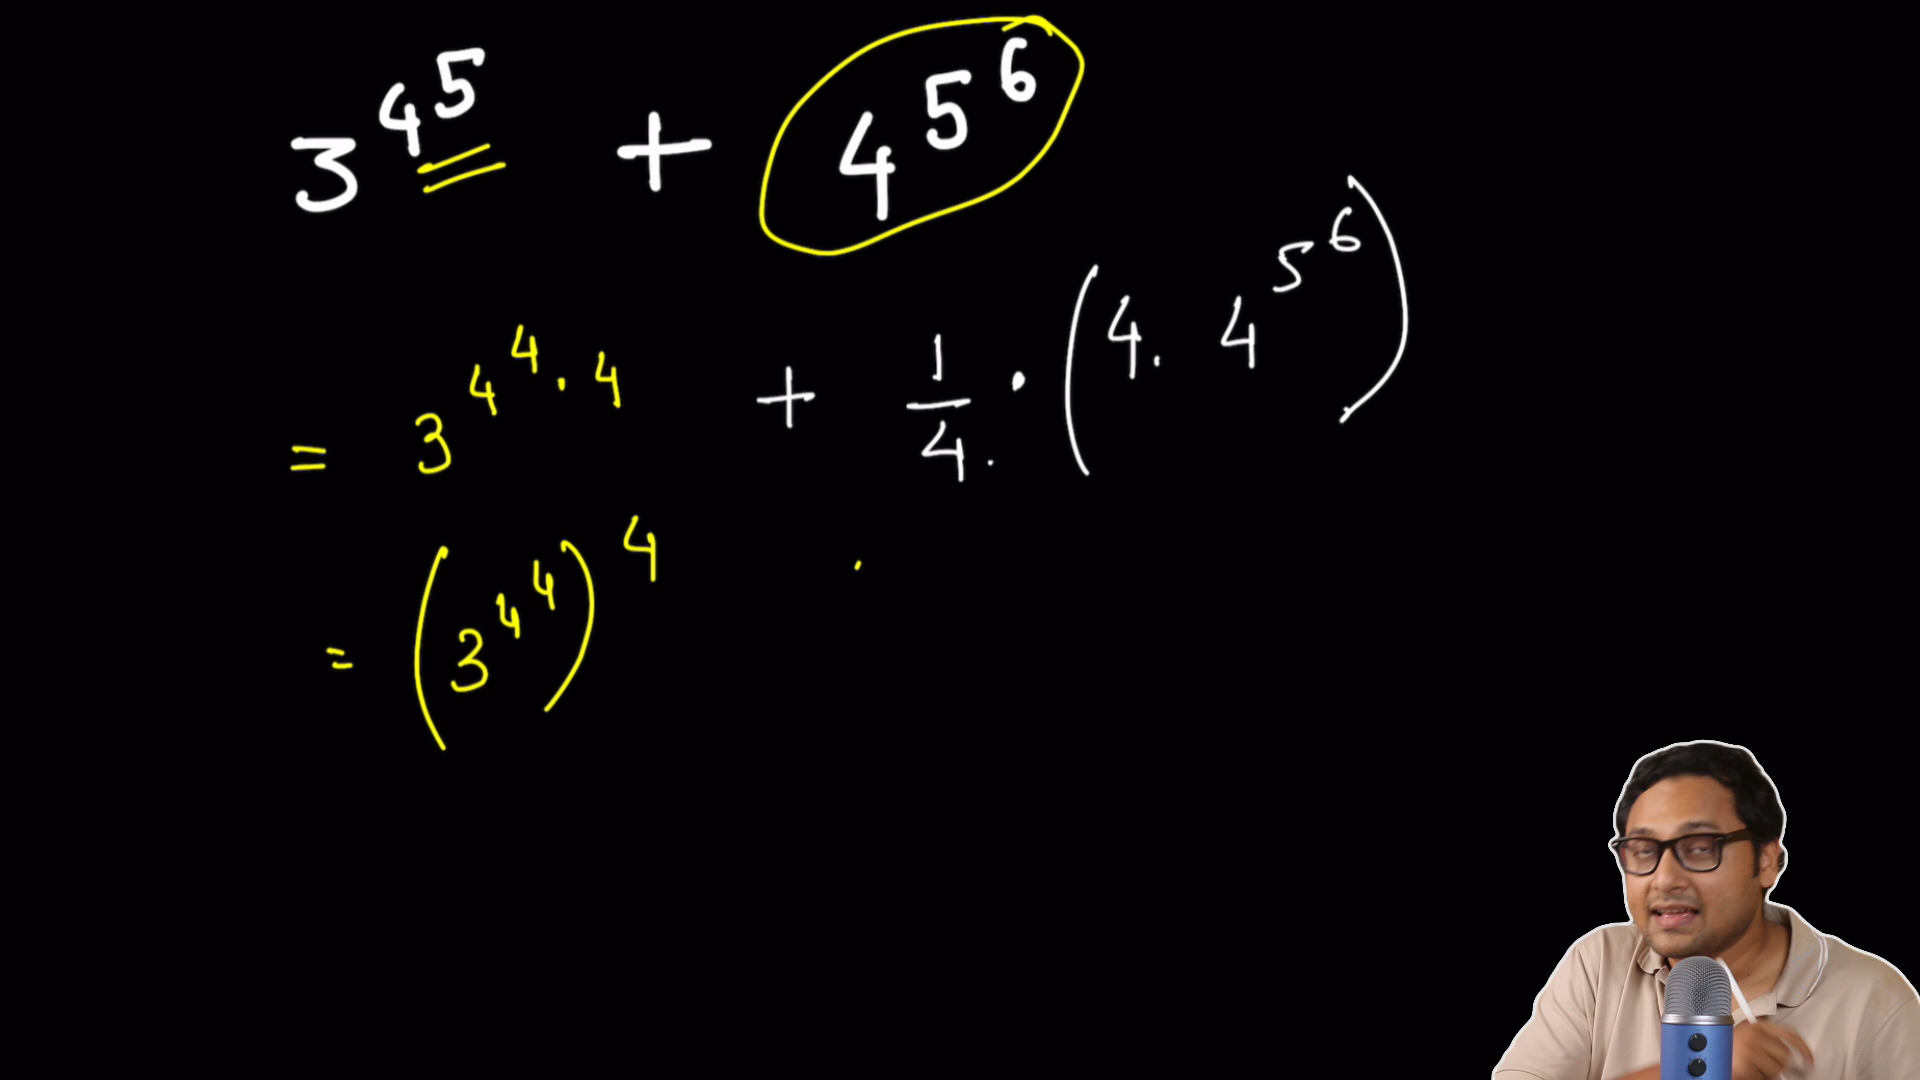 3^{4^5} + 4^{5^6}
= 3^{4^4 · 4} + \frac{1}{4} · (4 · 4^{5^6})
= (3^{4^4})^4